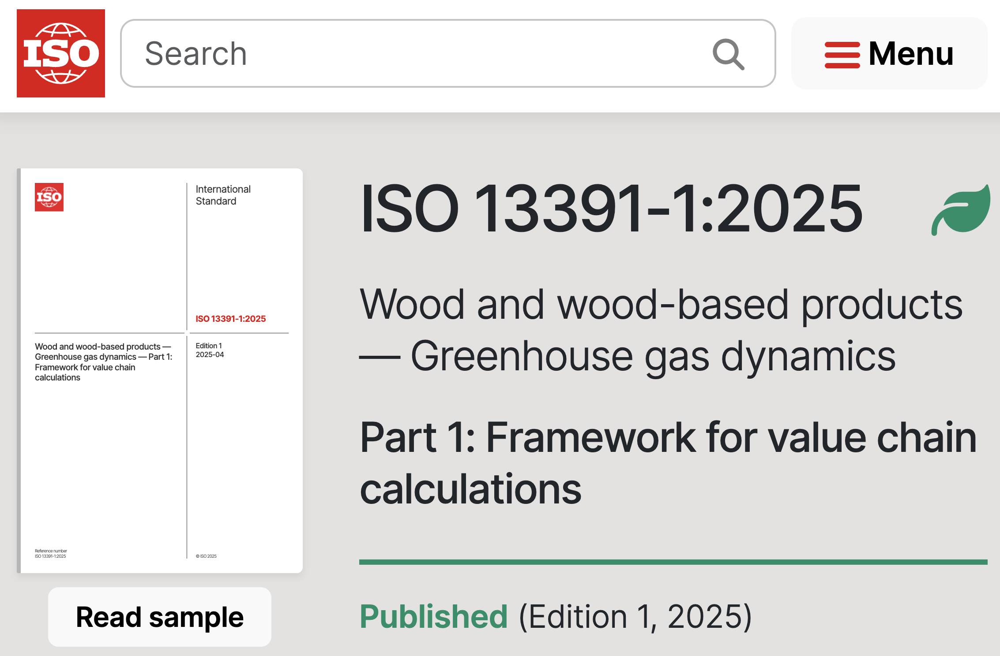 ISO
Search
Menu
ISO
International
Standard
ISO 13391-1:2025
Wood and wood-based products —
Greenhouse gas dynamics — Part 1:
Framework for value chain
calculations
Edition 1
2025-04
Reference number
ISO 13391-1:2025
© ISO 2025
Read sample
ISO 13391-1:2025
Wood and wood-based products
— Greenhouse gas dynamics
Part 1: Framework for value chain
calculations
Published (Edition 1, 2025)